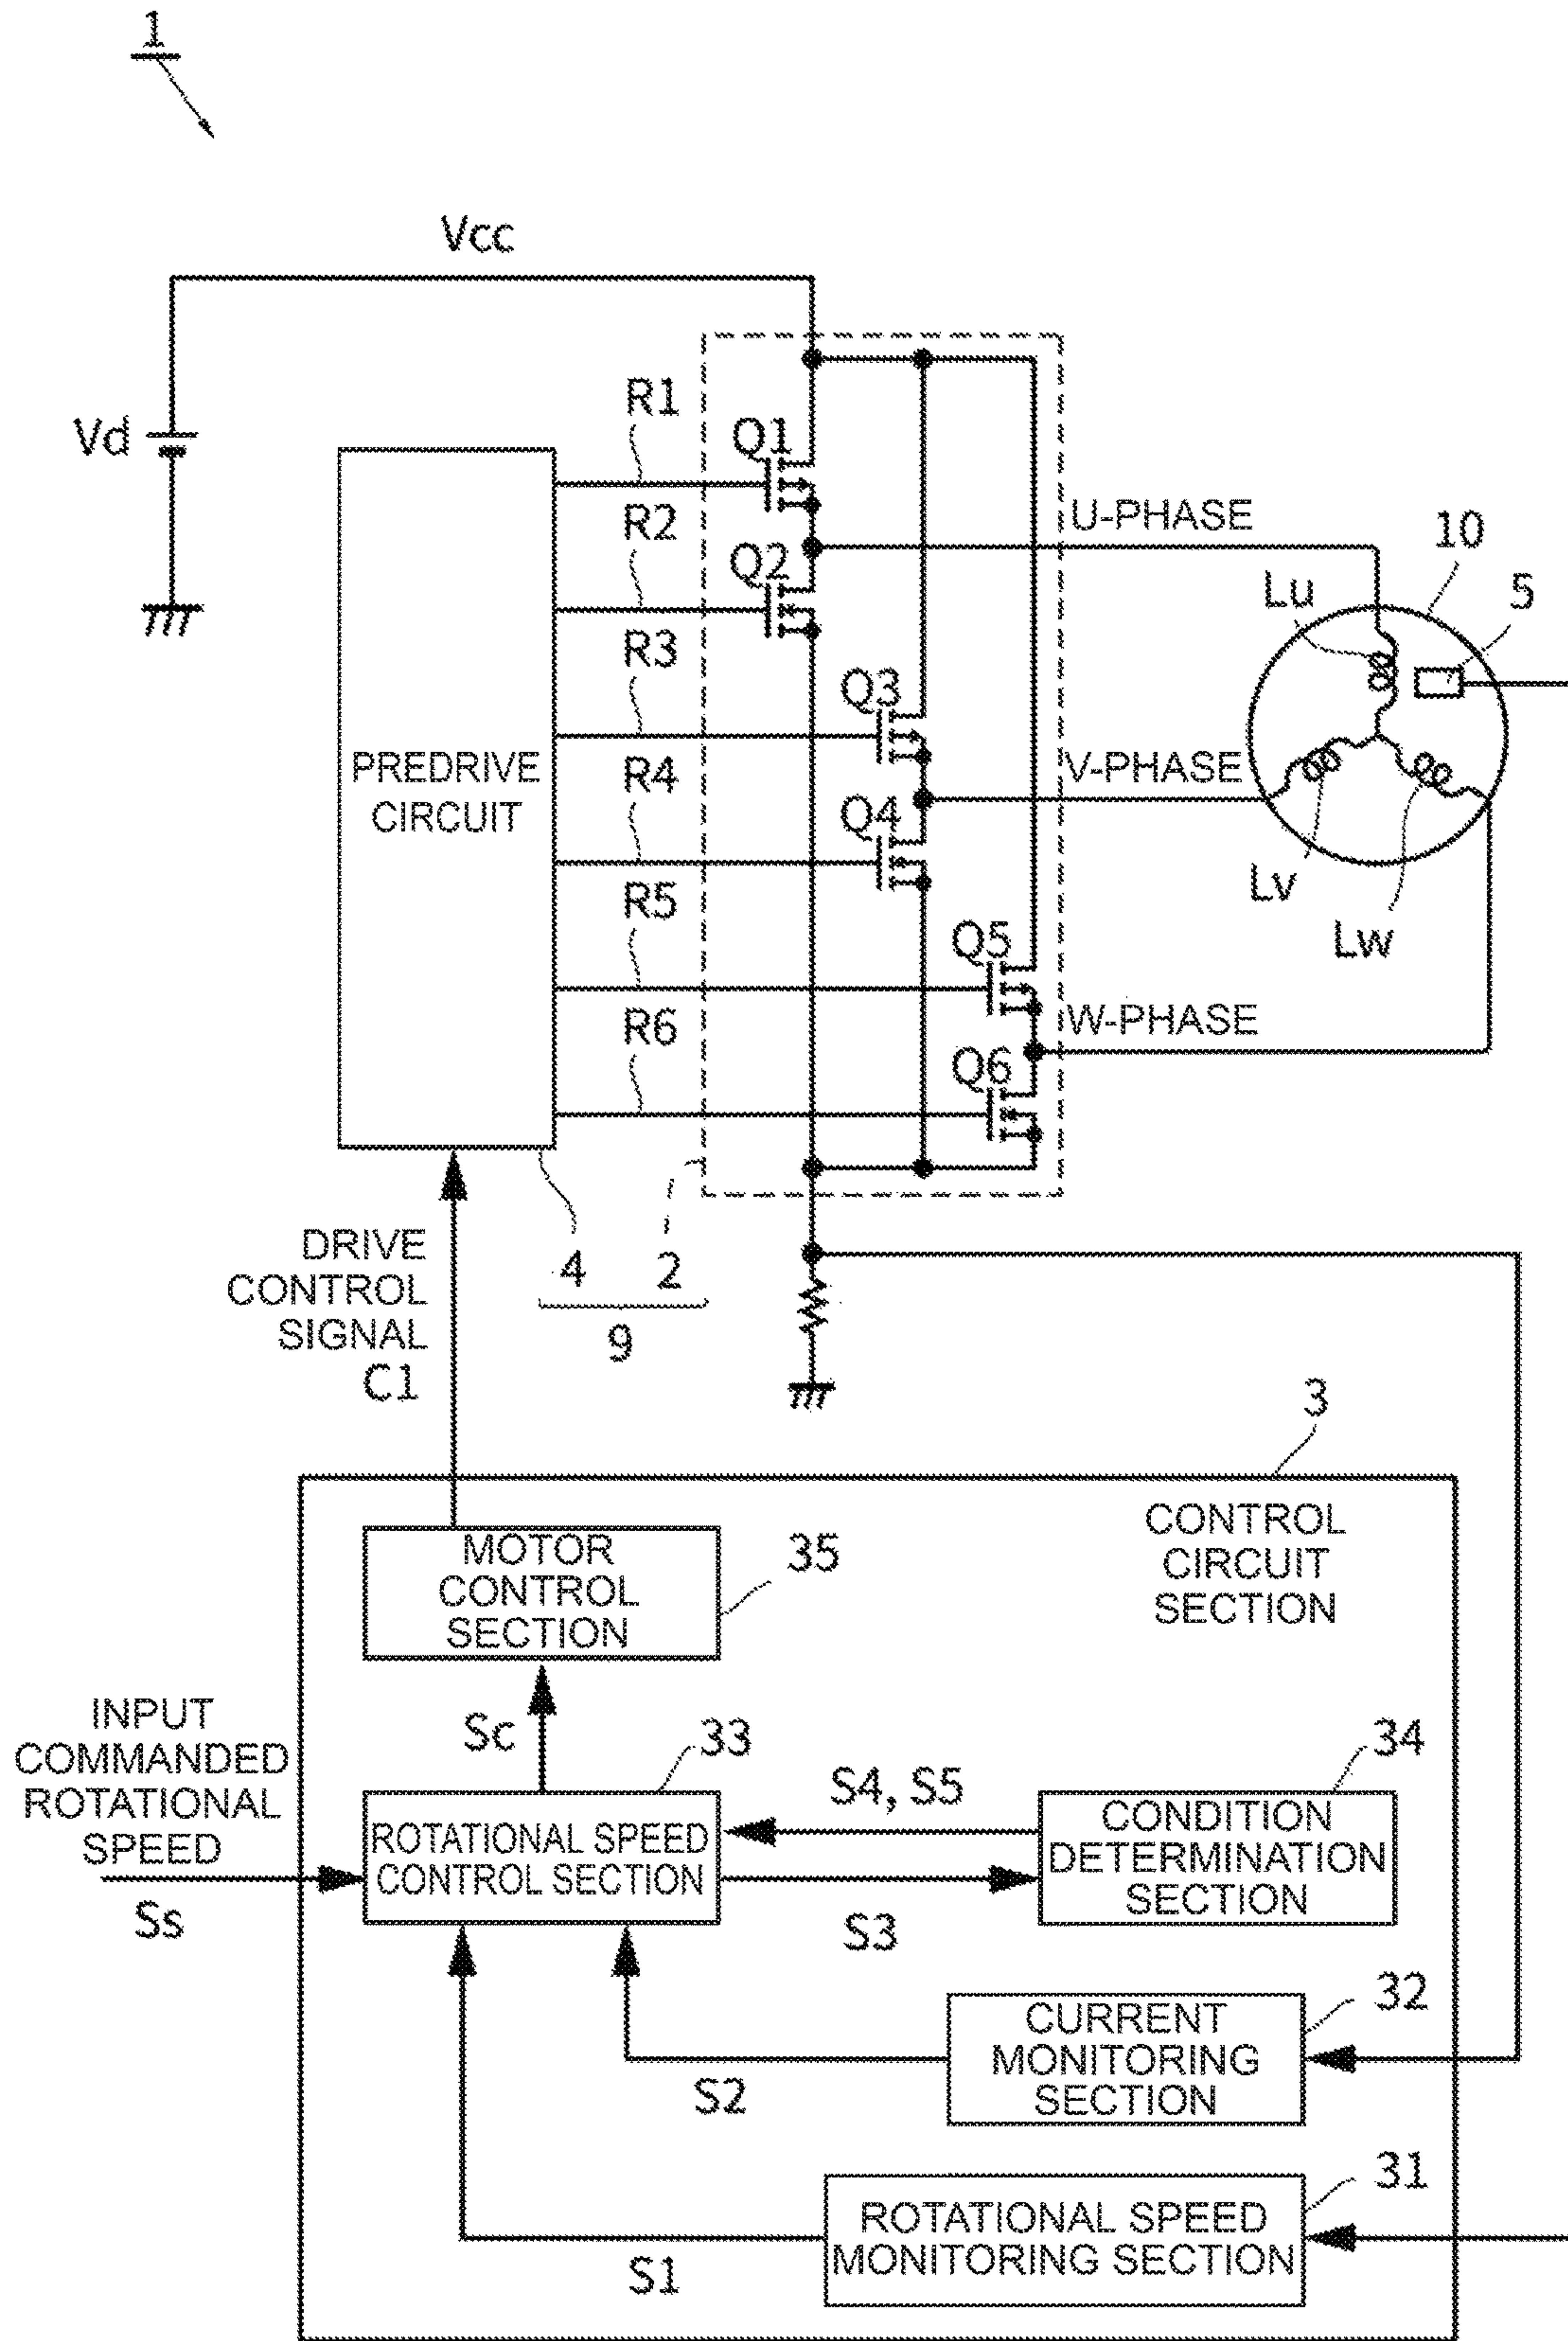 1
Vcc
Vd
R1
Q1
R2
Q2
R3
Q3
R4
Q4
R5
Q5
R6
Q6
PREDRIVE
CIRCUIT
U-PHASE
V-PHASE
W-PHASE
10
5
Lu
Lv
Lw
4
2
9
DRIVE
CONTROL
SIGNAL
C1
3
CONTROL
CIRCUIT
SECTION
MOTOR
CONTROL
SECTION
35
Sc
33
INPUT
COMMANDED
ROTATIONAL
SPEED
Ss
ROTATIONAL SPEED
CONTROL SECTION
S4, S5
S3
34
CONDITION
DETERMINATION
SECTION
32
CURRENT
MONITORING
SECTION
S2
31
ROTATIONAL SPEED
MONITORING SECTION
S1